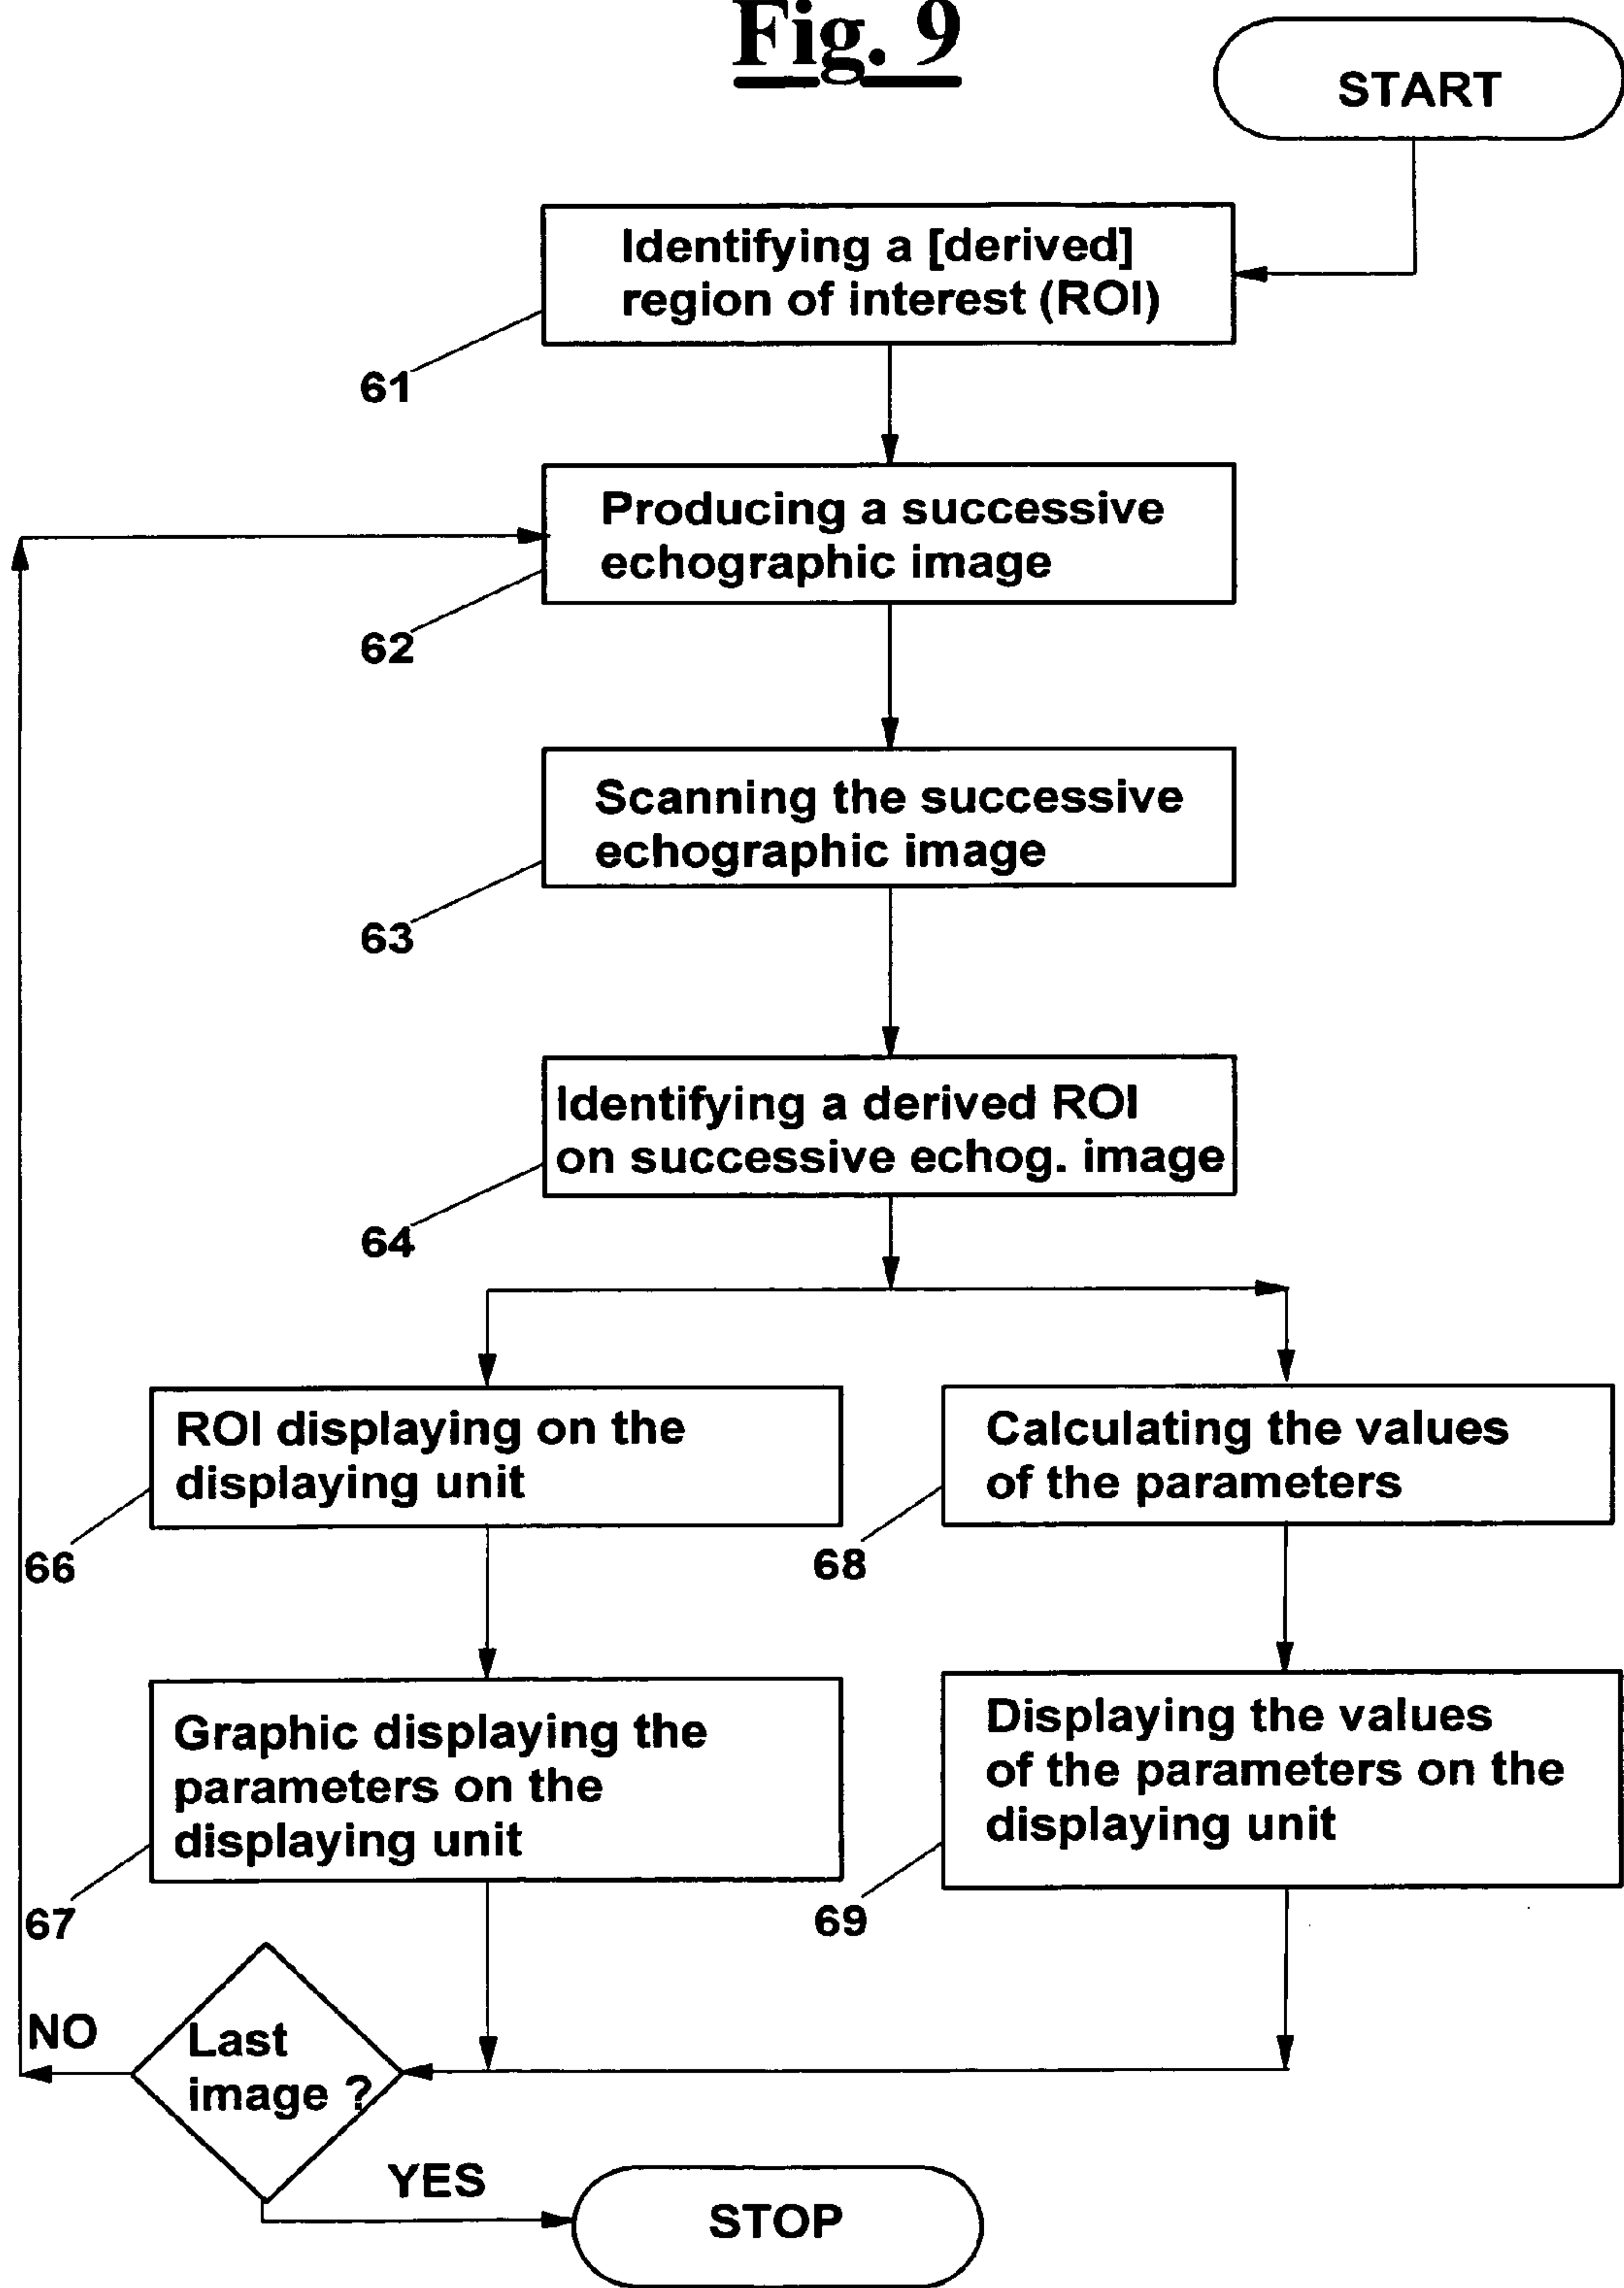 Fig. 9
START
Identifying a [derived]
region of interest (ROI)
61
Producing a successive
echographic image
62
Scanning the successive
echographic image
63
Identifying a derived ROI
on successive echog. image
64
ROI displaying on the
displaying unit
66
Calculating the values
of the parameters
68
Graphic displaying the
parameters on the
displaying unit
67
Displaying the values
of the parameters on the
displaying unit
69
NO
Last
image ?
YES
STOP